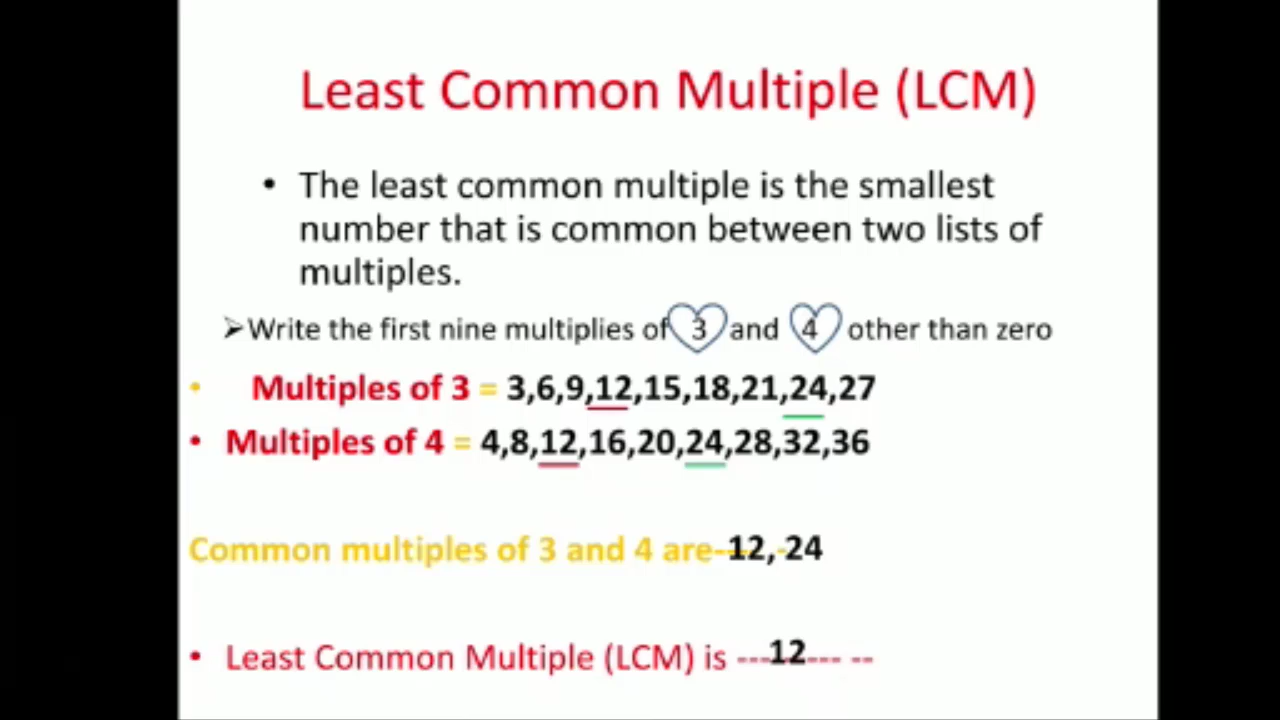 Least Common Multiple (LCM)
• The least common multiple is the smallest
number that is common between two lists of
multiples.
➢Write the first nine multiplies of 3 and 4 other than zero
• Multiples of 3 = 3,6,9,12,15,18,21,24,27
• Multiples of 4 = 4,8,12,16,20,24,28,32,36
Common multiples of 3 and 4 are- 12,-24
• Least Common Multiple (LCM) is ---12--- --